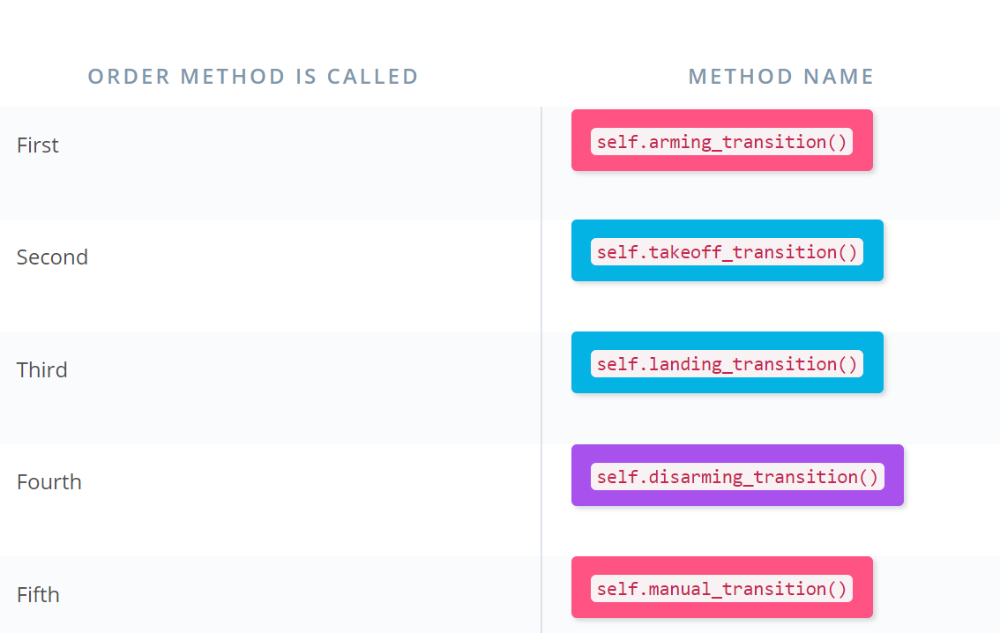 ORDER METHOD IS CALLED METHOD NAME
First self.arming_transition()
Second self.takeoff_transition()
Third self.landing_transition()
Fourth self.disarming_transition()
Fifth self.manual_transition()